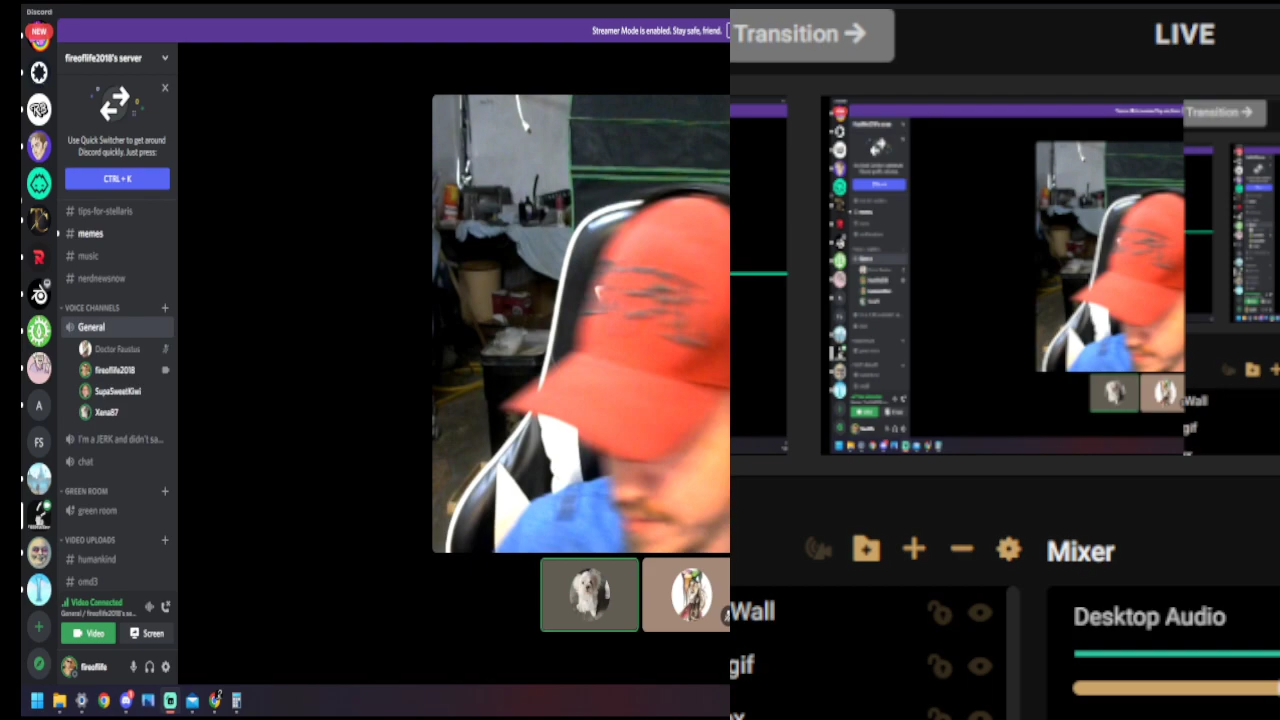 Discord
NEW
Streamer Mode is enabled. Stay safe, friend.
fireoflife2018's server
Use Quick Switcher to get around
Discord quickly. Just press:
CTRL + K
# tips-for-stellaris
# memes
# music
# nerdnewsnow
VOICE CHANNELS
General
Doctor Faustus
fireoflife2018
SupaSweetKiwi
Xena87
I'm a JERK and didn't sa...
chat
GREEN ROOM
green room
VIDEO UPLOADS
# humankind
# omd3
Video Connected
General / fireoflife2018's se...
Video
Screen
fireoflife
A
FS
Transition →
LIVE
Transition →
Wall
gif
Mixer
Wall
gif
Desktop Audio